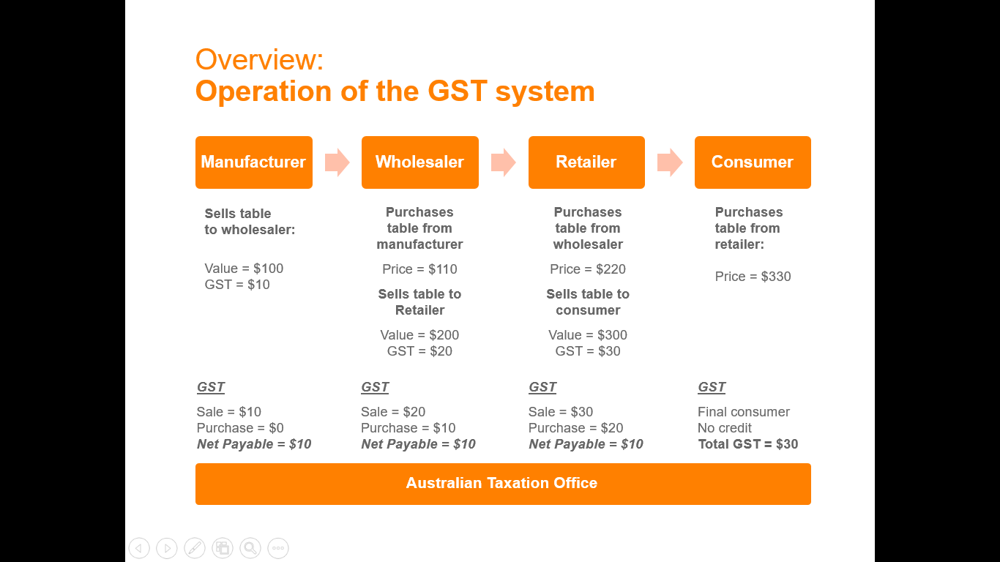 Overview:
Operation of the GST system
Manufacturer
Wholesaler
Retailer
Consumer
Sells table
to wholesaler:
Value = $100
GST = $10
Purchases
table from
manufacturer
Price = $110
Sells table to
Retailer
Value = $200
GST = $20
Purchases
table from
wholesaler
Price = $220
Sells table to
consumer
Value = $300
GST = $30
Purchases
table from
retailer:
Price = $330
GST
Sale = $10
Purchase = $0
Net Payable = $10
GST
Sale = $20
Purchase = $10
Net Payable = $10
GST
Sale = $30
Purchase = $20
Net Payable = $10
GST
Final consumer
No credit
Total GST = $30
Australian Taxation Office